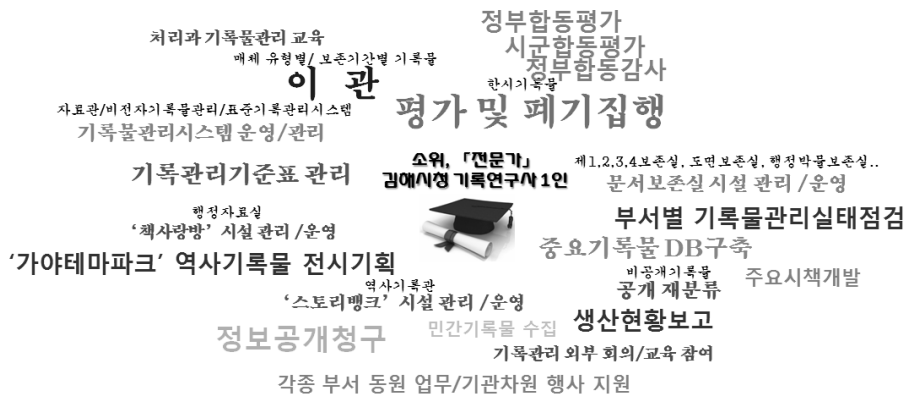 정부합동평가
처리과 기록물관리 교육
시군합동평가
매체 유형별/ 보존기간별 기록물
정부합동감사
이 관
한시기록물
평가 및 폐기집행
자료관/비전자기록물관리/표준기록관리시스템
기록물관리시스템 운영/관리
소위, 「전문가」
김해시청 기록연구사 1인
제1,2,3,4보존실, 도면보존실, 행정박물보존실..
기록관리기준표 관리
문서보존실 시설 관리 /운영
행정자료실
‘책사랑방’ 시설 관리 /운영
부서별 기록물관리실태점검
중요기록물 DB구축
‘가야테마파크’ 역사기록물 전시기획
비공개기록물
공개 재분류
주요시책개발
역사기록관
‘스토리뱅크’ 시설 관리 /운영
정보공개청구
민간기록물 수집
생산현황보고
기록관리 외부 회의/교육 참여
각종 부서 동원 업무/기관차원 행사 지원